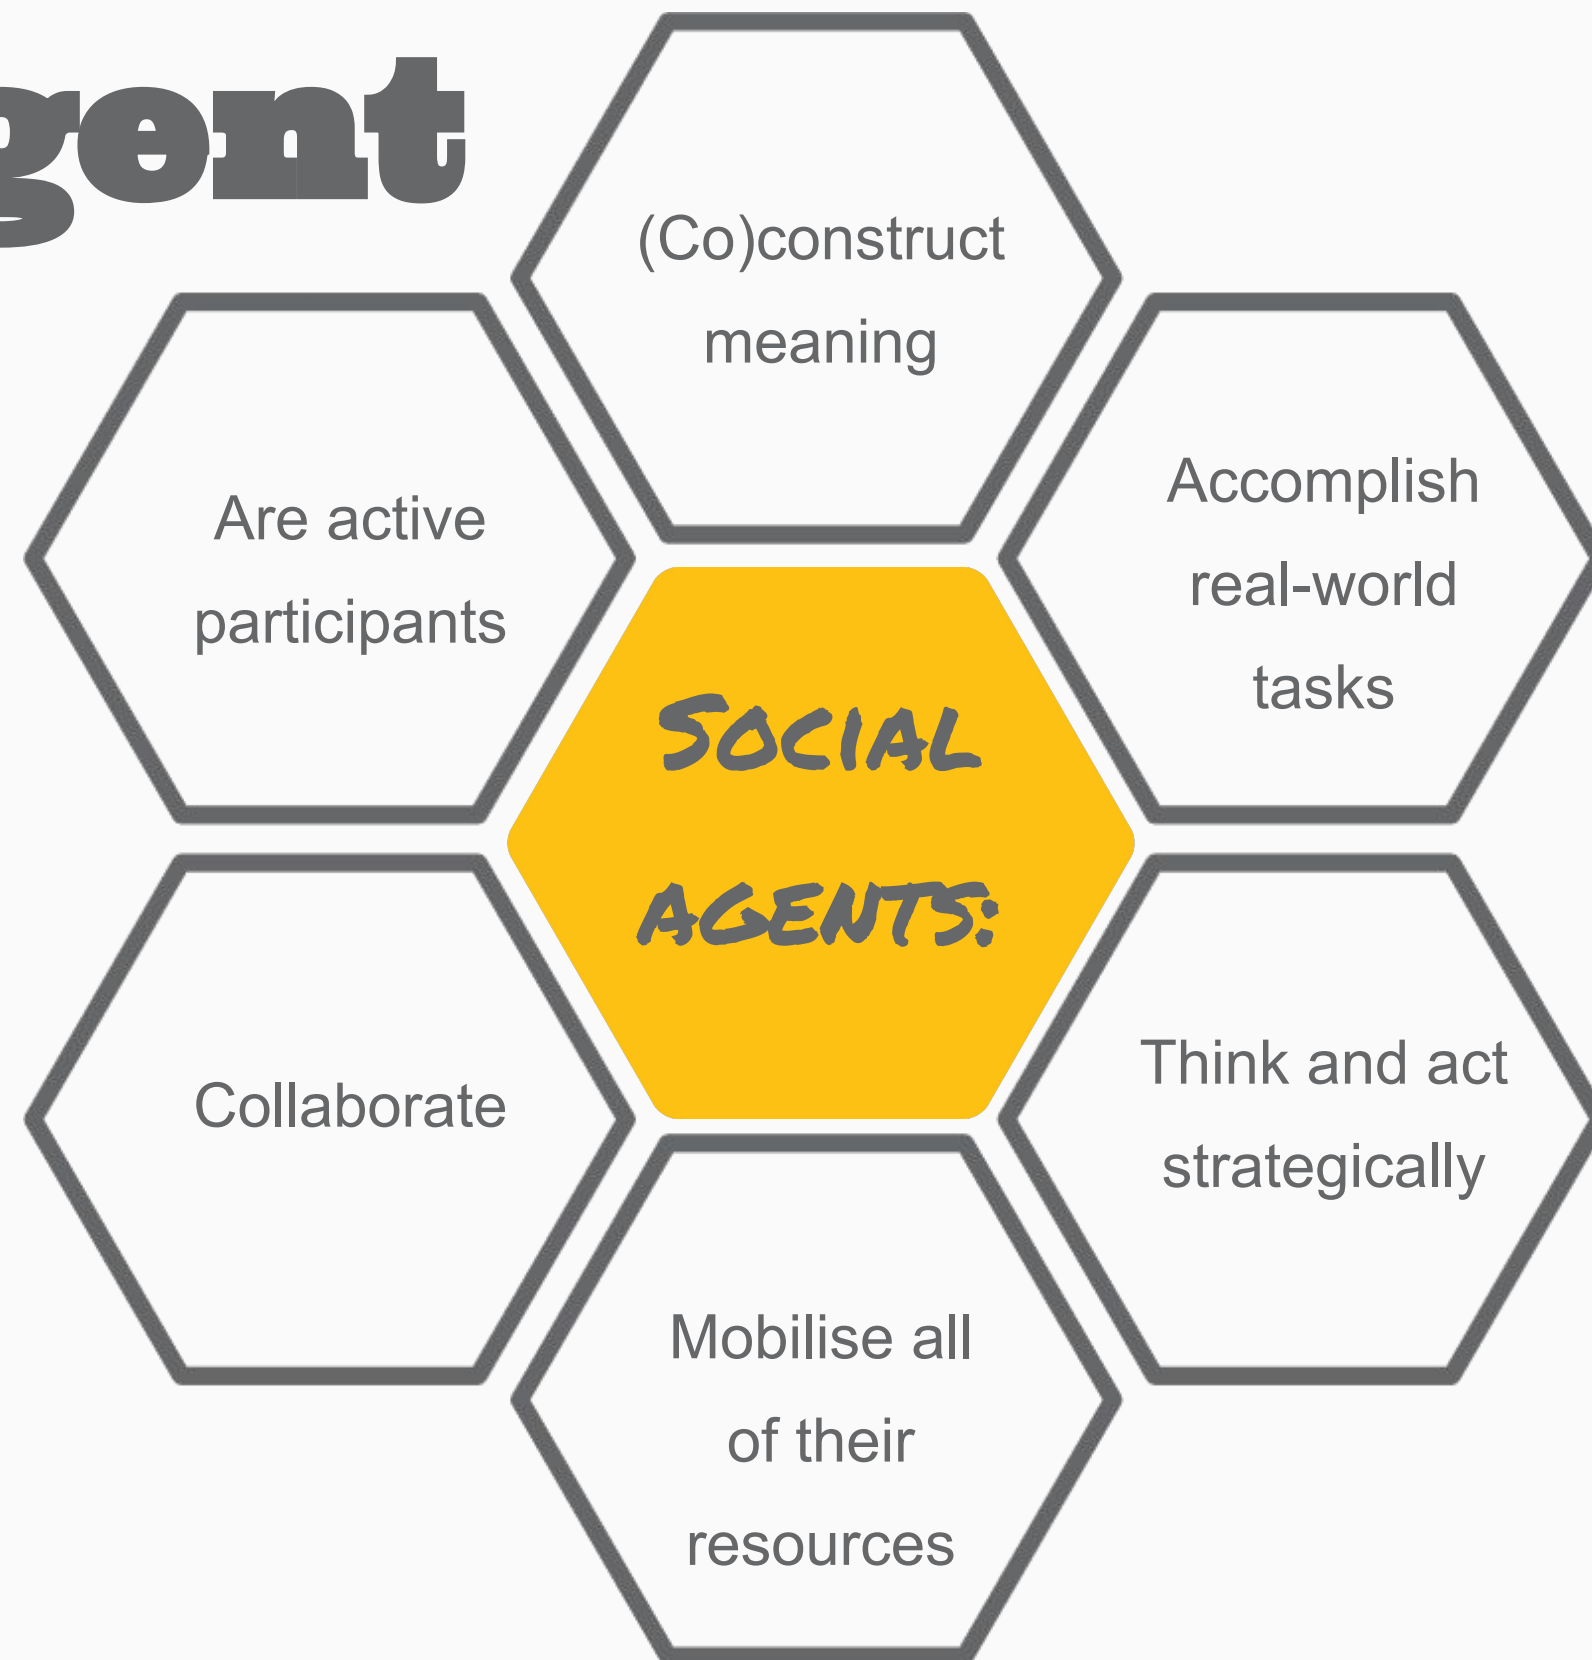 gent
(Co)construct
meaning
Accomplish
real-world
tasks
Are active
participants
Social
agents:
Think and act
strategically
Collaborate
Mobilise all
of their
resources